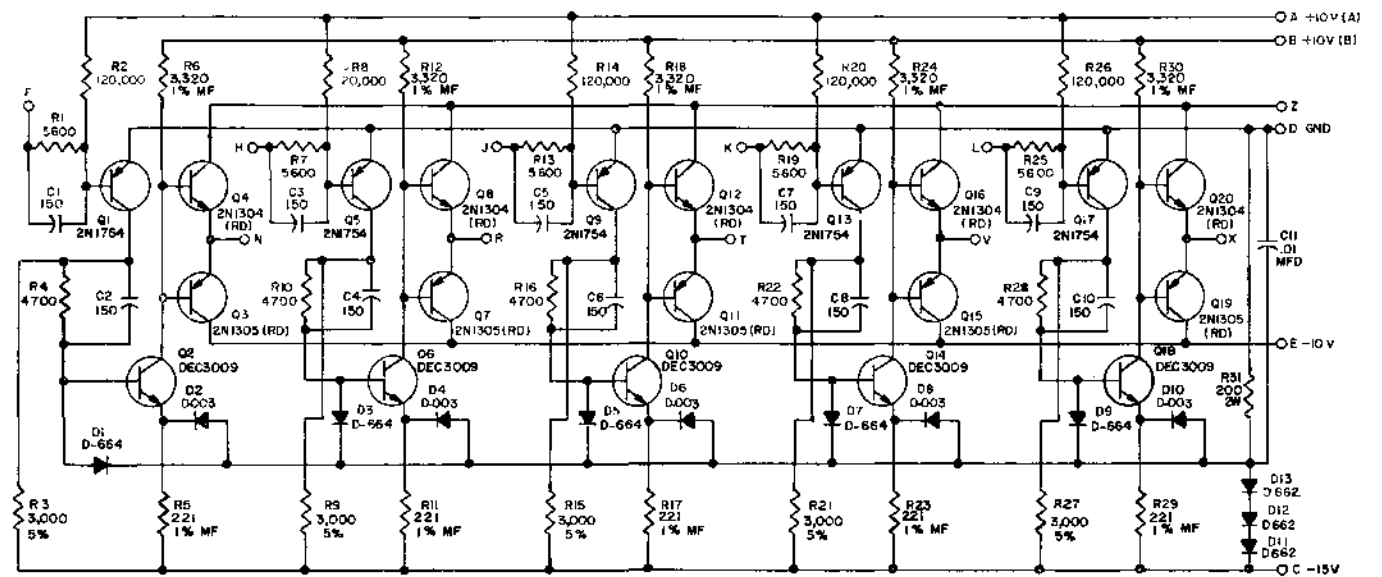 A +10V (A)
B +10V (B)
R2
120,000
R6
3,320
1% MF
R8
20,000
R12
3,320
1% MF
R14
120,000
R18
3,320
1% MF
R20
120,000
R24
3,320
1% MF
R26
120,000
R30
3,320
1% MF
F
Z
D GND
R1
5600
H
R7
5600
J
R13
5600
K
R19
5600
L
R25
5600
C1
150
Q1
2N1754
Q4
2N1304
(RD)
N
C3
150
Q5
2N1754
Q8
2N1304
(RD)
R
C5
150
Q9
2N1754
Q12
2N1304
(RD)
T
C7
150
Q13
2N1754
Q16
2N1304
(RD)
V
C9
150
Q17
2N1754
Q20
2N1304
(RD)
X
C11
.01
MFD
R4
4700
C2
150
Q3
2N1305(RD)
R10
4700
C4
150
Q7
2N1305(RD)
R16
4700
C6
150
Q11
2N1305(RD)
R22
4700
C8
150
Q15
2N1305(RD)
R28
4700
C10
150
Q19
2N1305
(RD)
E -10V
Q2
DEC3009
D2
D-003
D1
D-664
Q6
DEC3009
D4
D-003
D3
D-664
Q10
DEC3009
D6
D-003
D5
D-664
Q14
DEC3009
D8
D-003
D7
D-664
Q18
DEC3009
D10
D-003
D9
D-664
R31
200
2W
R3
3,000
5%
R5
221
1% MF
R9
3,000
5%
R11
221
1% MF
R15
3,000
5%
R17
221
1% MF
R21
3,000
5%
R23
221
1% MF
R27
3,000
5%
R29
221
1% MF
D13
D662
D12
D662
D11
D662
C -15V